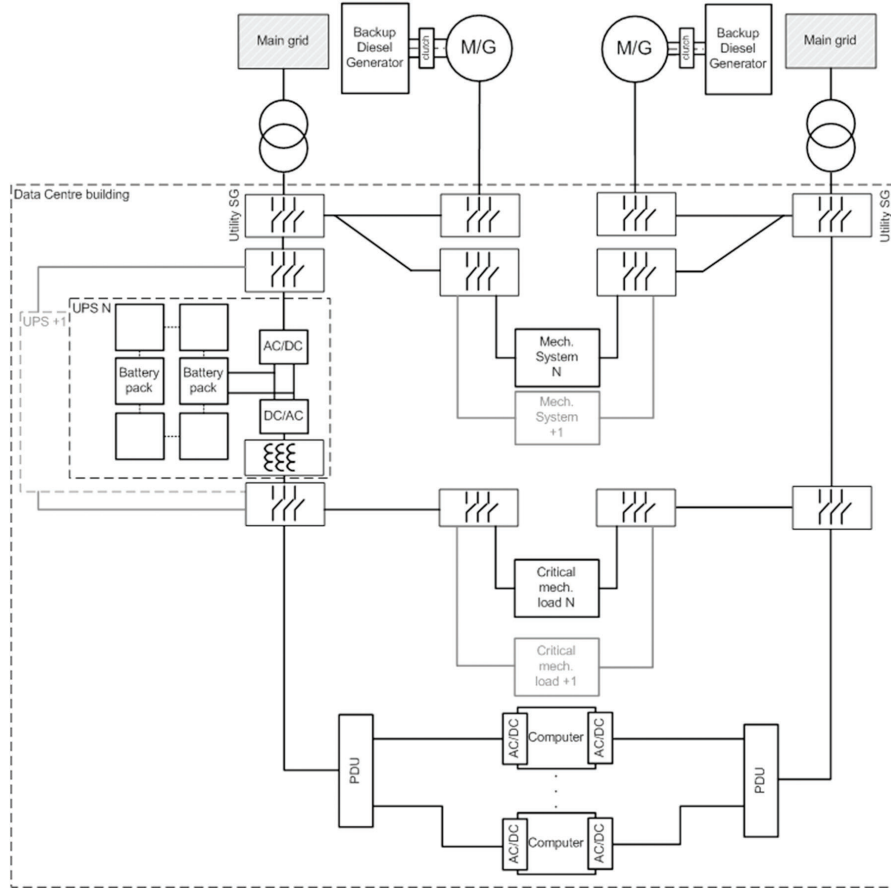 Main grid
Backup
Diesel
Generator
clutch
M/G
M/G
clutch
Backup
Diesel
Generator
Main grid
Data Centre building
Utility SG
Utility SG
UPS N
UPS +1
AC/DC
Battery
pack
Battery
pack
DC/AC
Mech.
System
N
Mech.
System
+1
Critical
mech.
load N
Critical
mech.
load +1
PDU
AC/DC
Computer
AC/DC
PDU
AC/DC
Computer
AC/DC